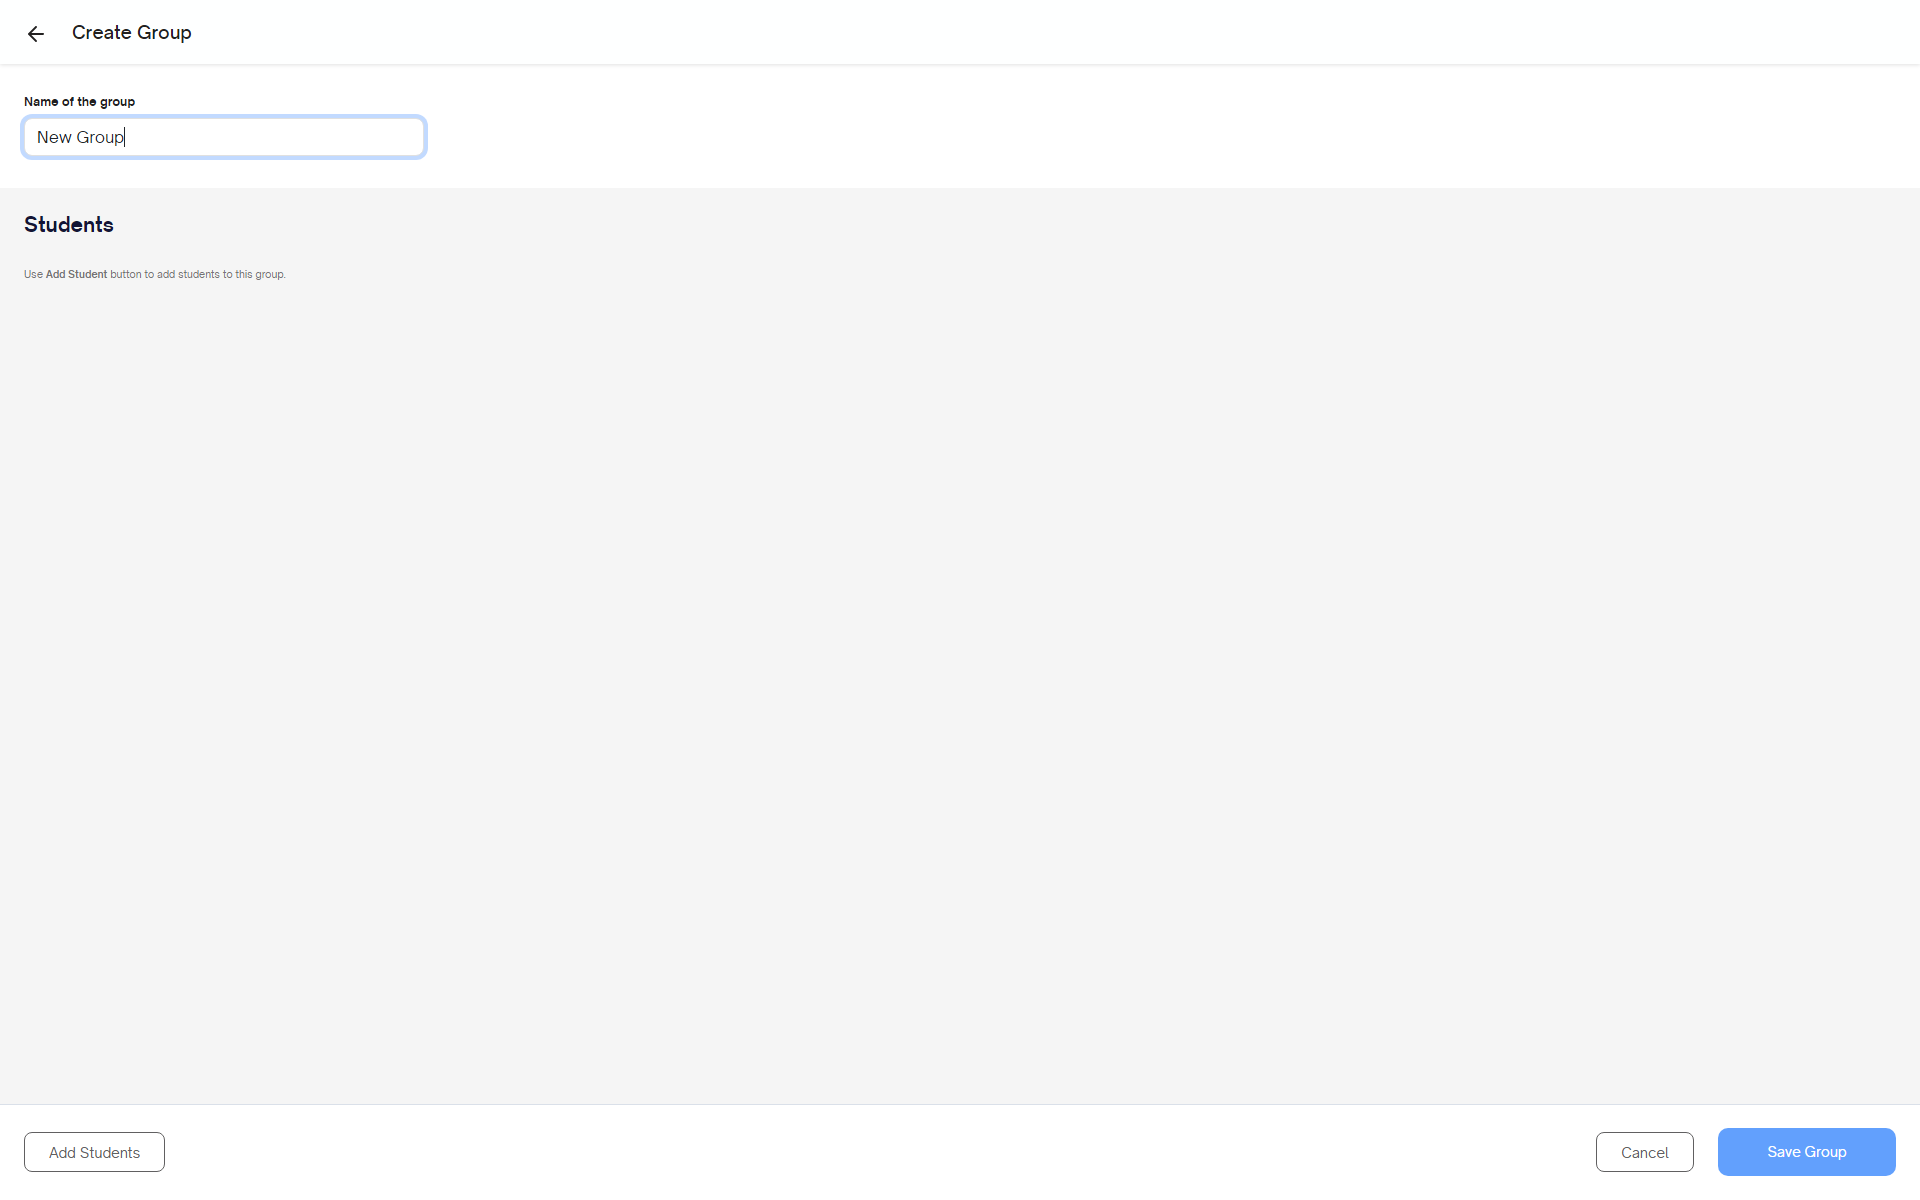 Create Group
Name of the group
New Group
Students
Use Add Student button to add students to this group.
Add Students
Cancel
Save Group